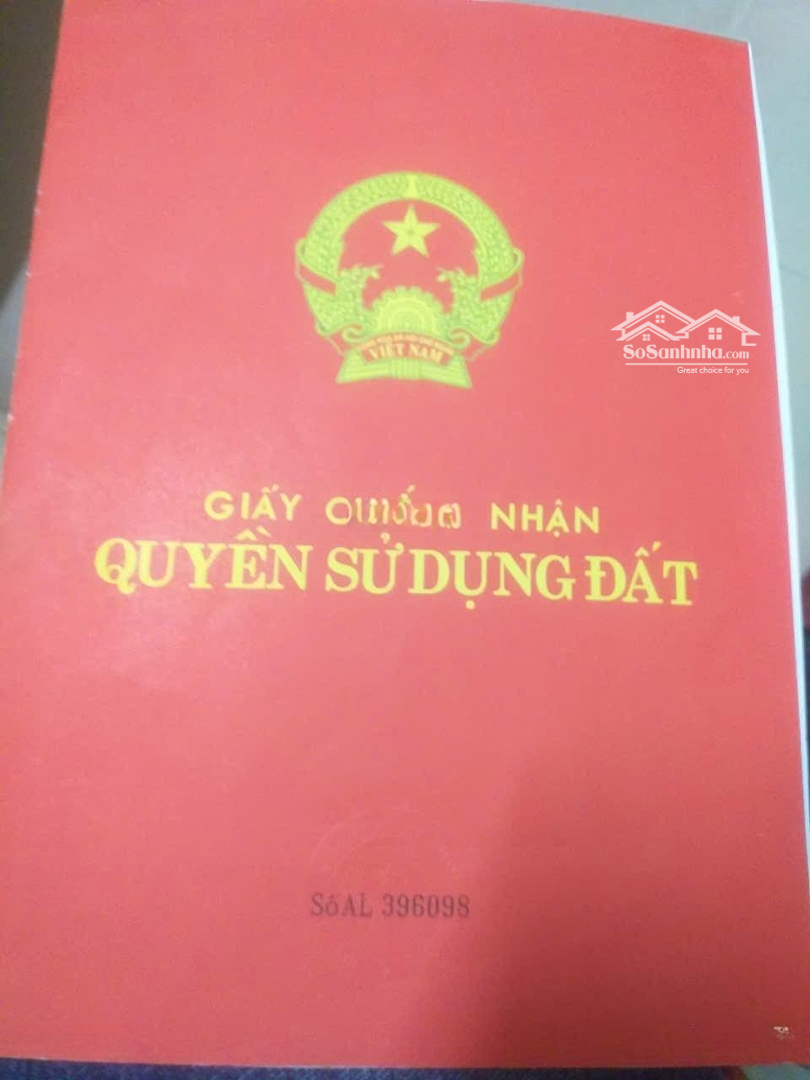 VIỆT NAM
SoSanhnha.com
Great choice for you
GIẤY NHẬN
QUYỀN SỬ DỤNG ĐẤT
Số AL 396098